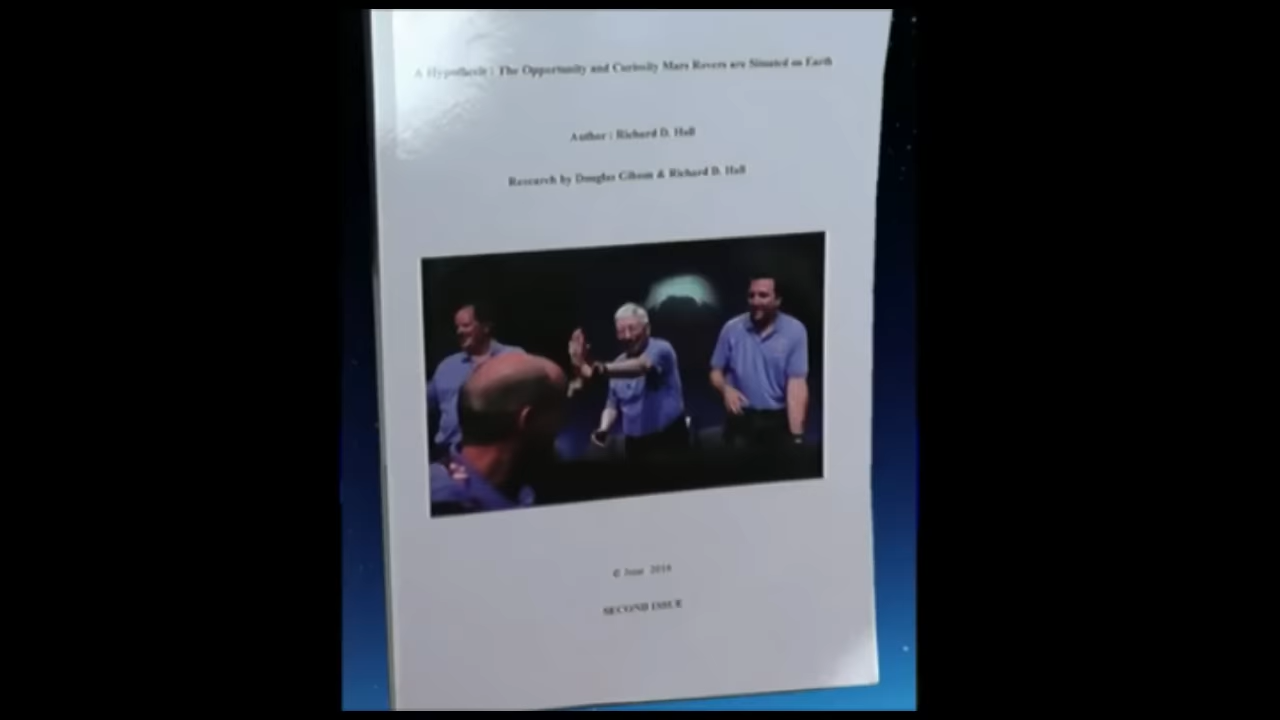 A Hypothesis : The Opportunity and Curiosity Mars Rovers are Situated on Earth
Author : Richard D. Hall
Research by Douglas Gibson & Richard D. Hall
© June
SECOND ISSUE